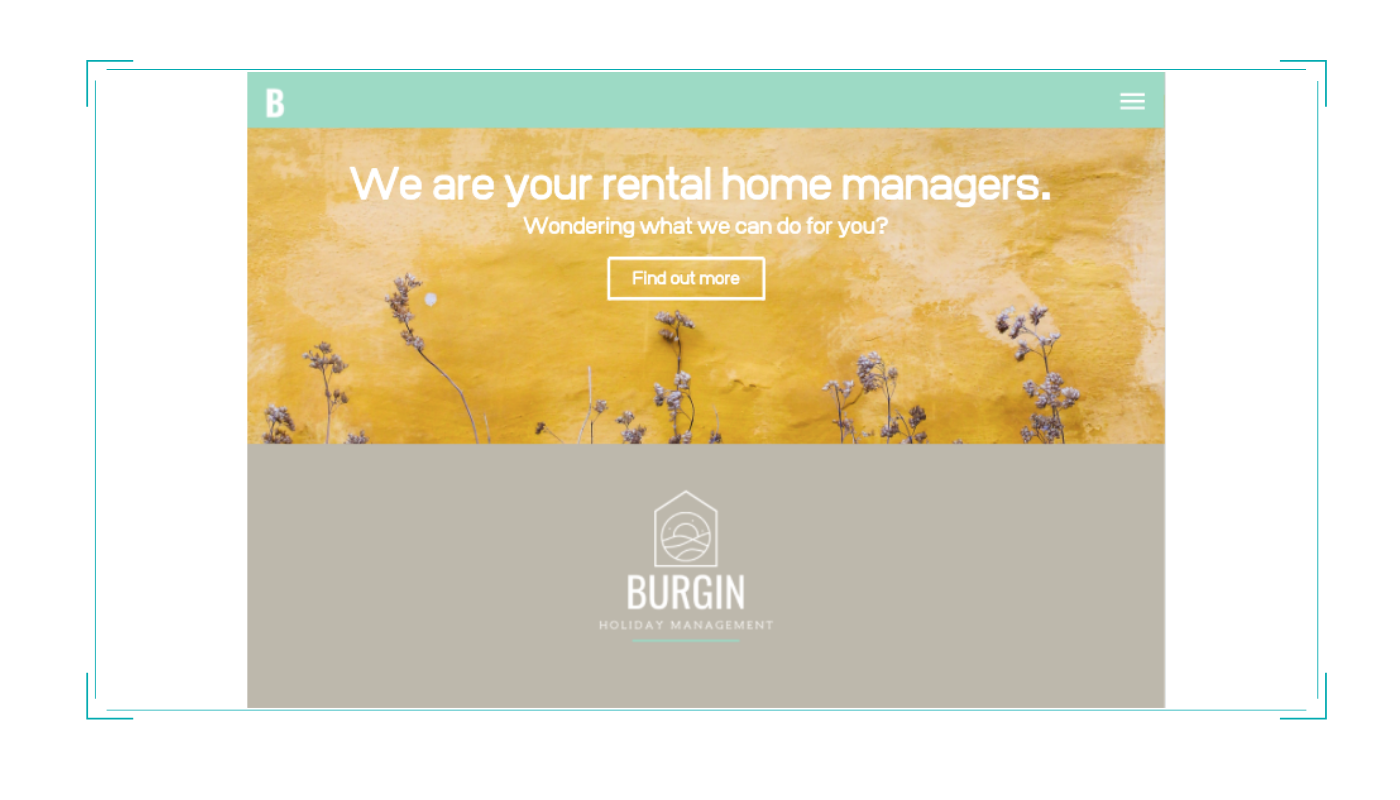 B
We are your rental home managers.
Wondering what we can do for you?
Find out more
BURGIN
HOLIDAY MANAGEMENT